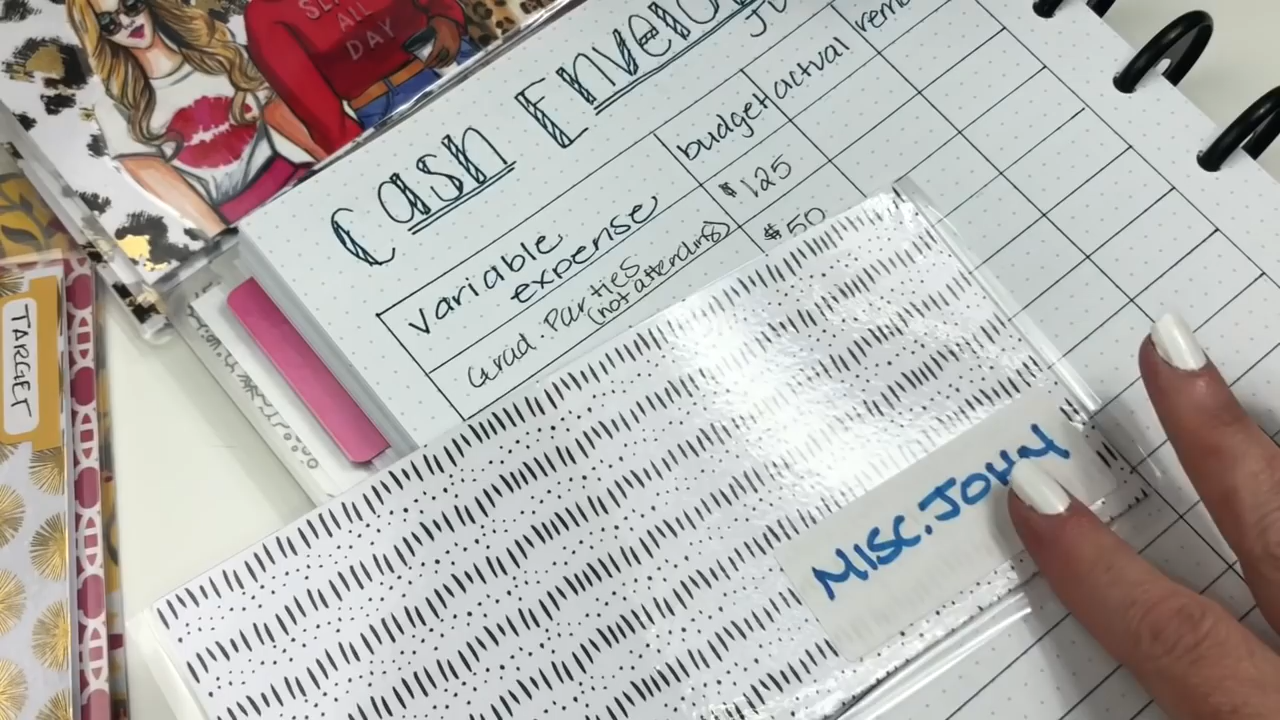 SLAY
ALL
DAY
Cash Envelo
JU
variable
expense
budget
actual
rema
Grad Parties
(not attending)
$125
$50
TARGET
MISC. JOHN